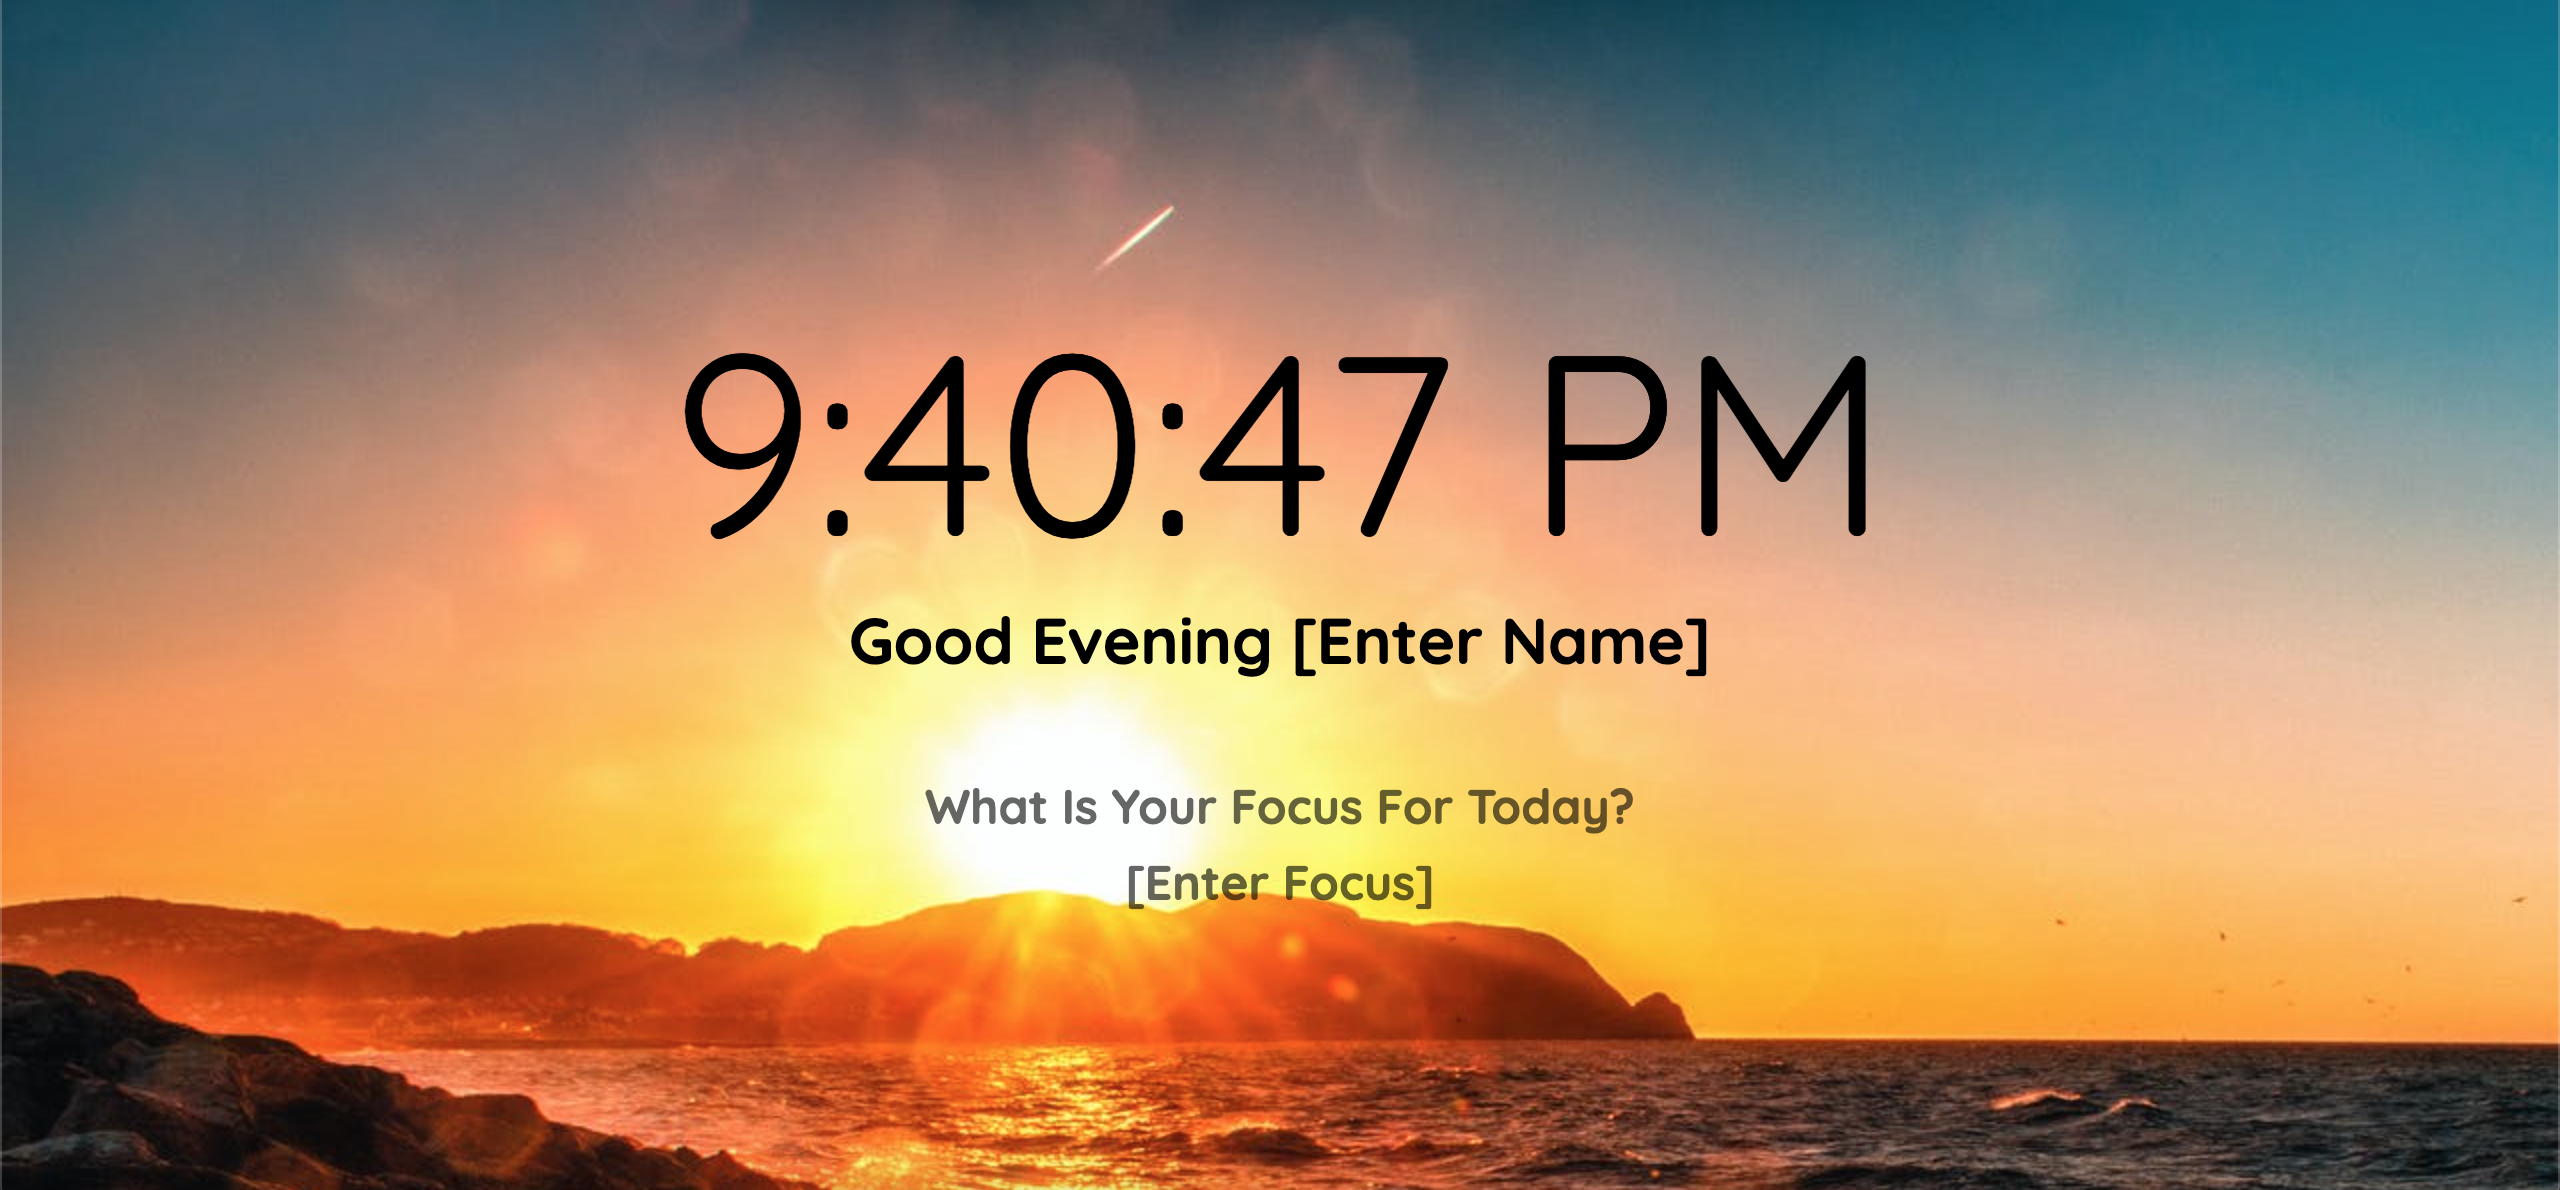 9:40:47 PM
Good Evening [Enter Name]
What Is Your Focus For Today?
[Enter Focus]